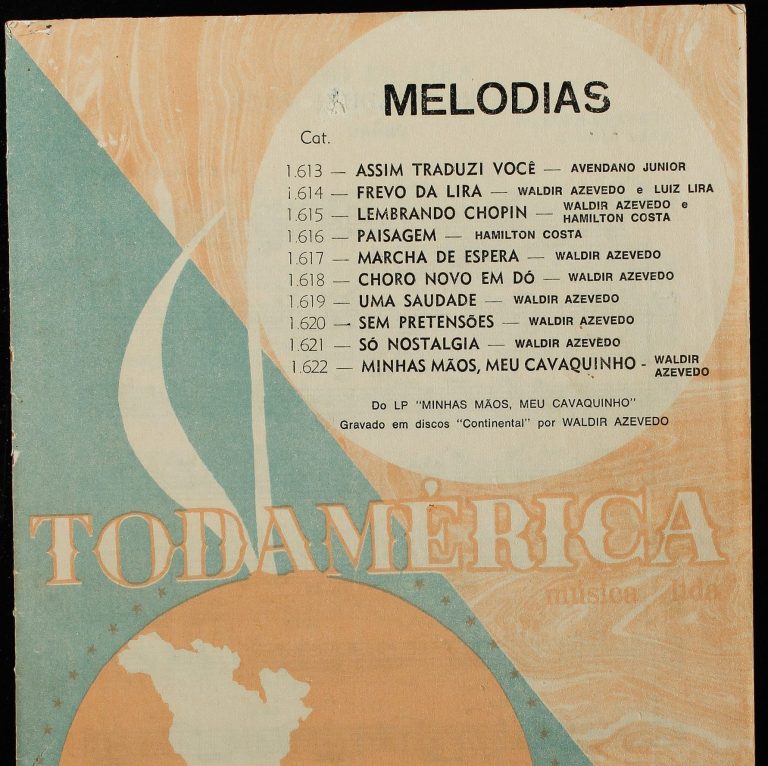 MELODIAS
Cat.
1.613 — ASSIM TRADUZI VOCÊ — AVENDANO JUNIOR
1.614 — FREVO DA LIRA — WALDIR AZEVEDO e LUIZ LIRA
1.615 — LEMBRANDO CHOPIN — WALDIR AZEVEDO e
HAMILTON COSTA
1.616 — PAISAGEM — HAMILTON COSTA
1.617 — MARCHA DE ESPERA — WALDIR AZEVEDO
1.618 — CHORO NOVO EM DÓ — WALDIR AZEVEDO
1.619 — UMA SAUDADE — WALDIR AZEVEDO
1.620 — SEM PRETENSÕES — WALDIR AZEVEDO
1.621 — SÓ NOSTALGIA — WALDIR AZEVÊDO
1.622 — MINHAS MÃOS, MEU CAVAQUINHO - WALDIR
AZEVEDO
Do LP "MINHAS MÃOS, MEU CAVAQUINHO"
Gravado em discos "Continental" por WALDIR AZEVEDO
TODAMÉRICA
música ltda